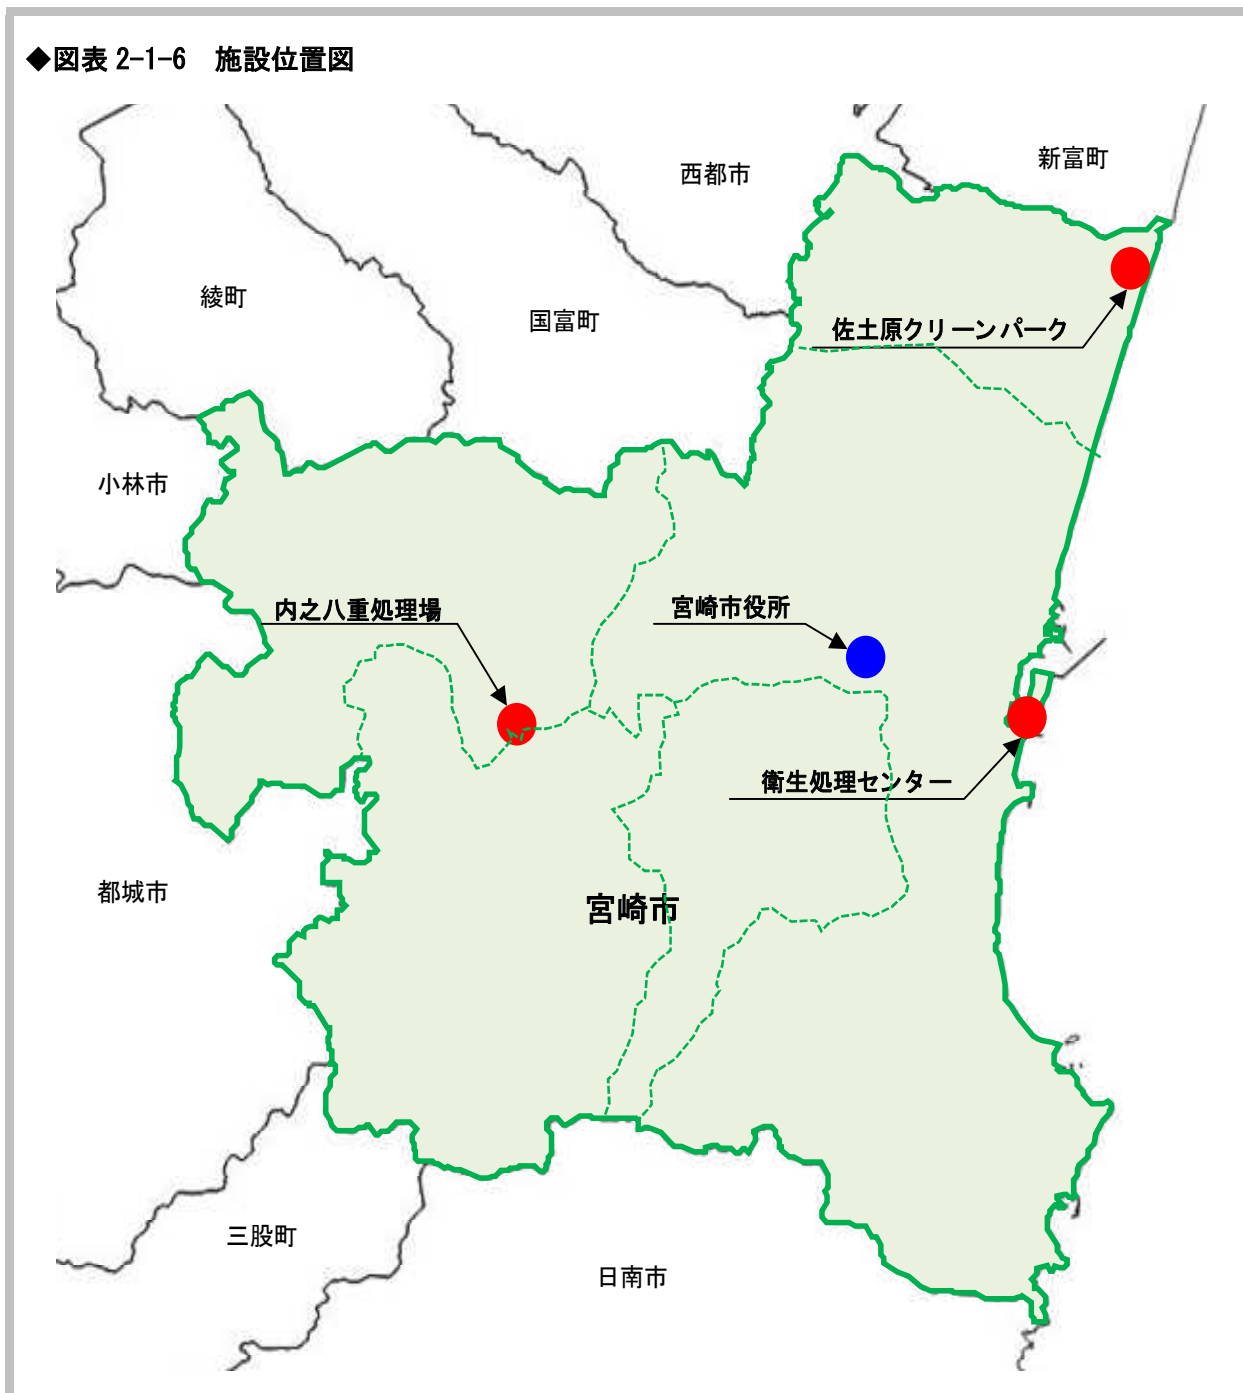 ◆図表 2-1-6　施設位置図
新富町
西都市
綾町
国富町
佐土原クリーンパーク
小林市
内之八重処理場
宮崎市役所
衛生処理センター
都城市
宮崎市
三股町
日南市